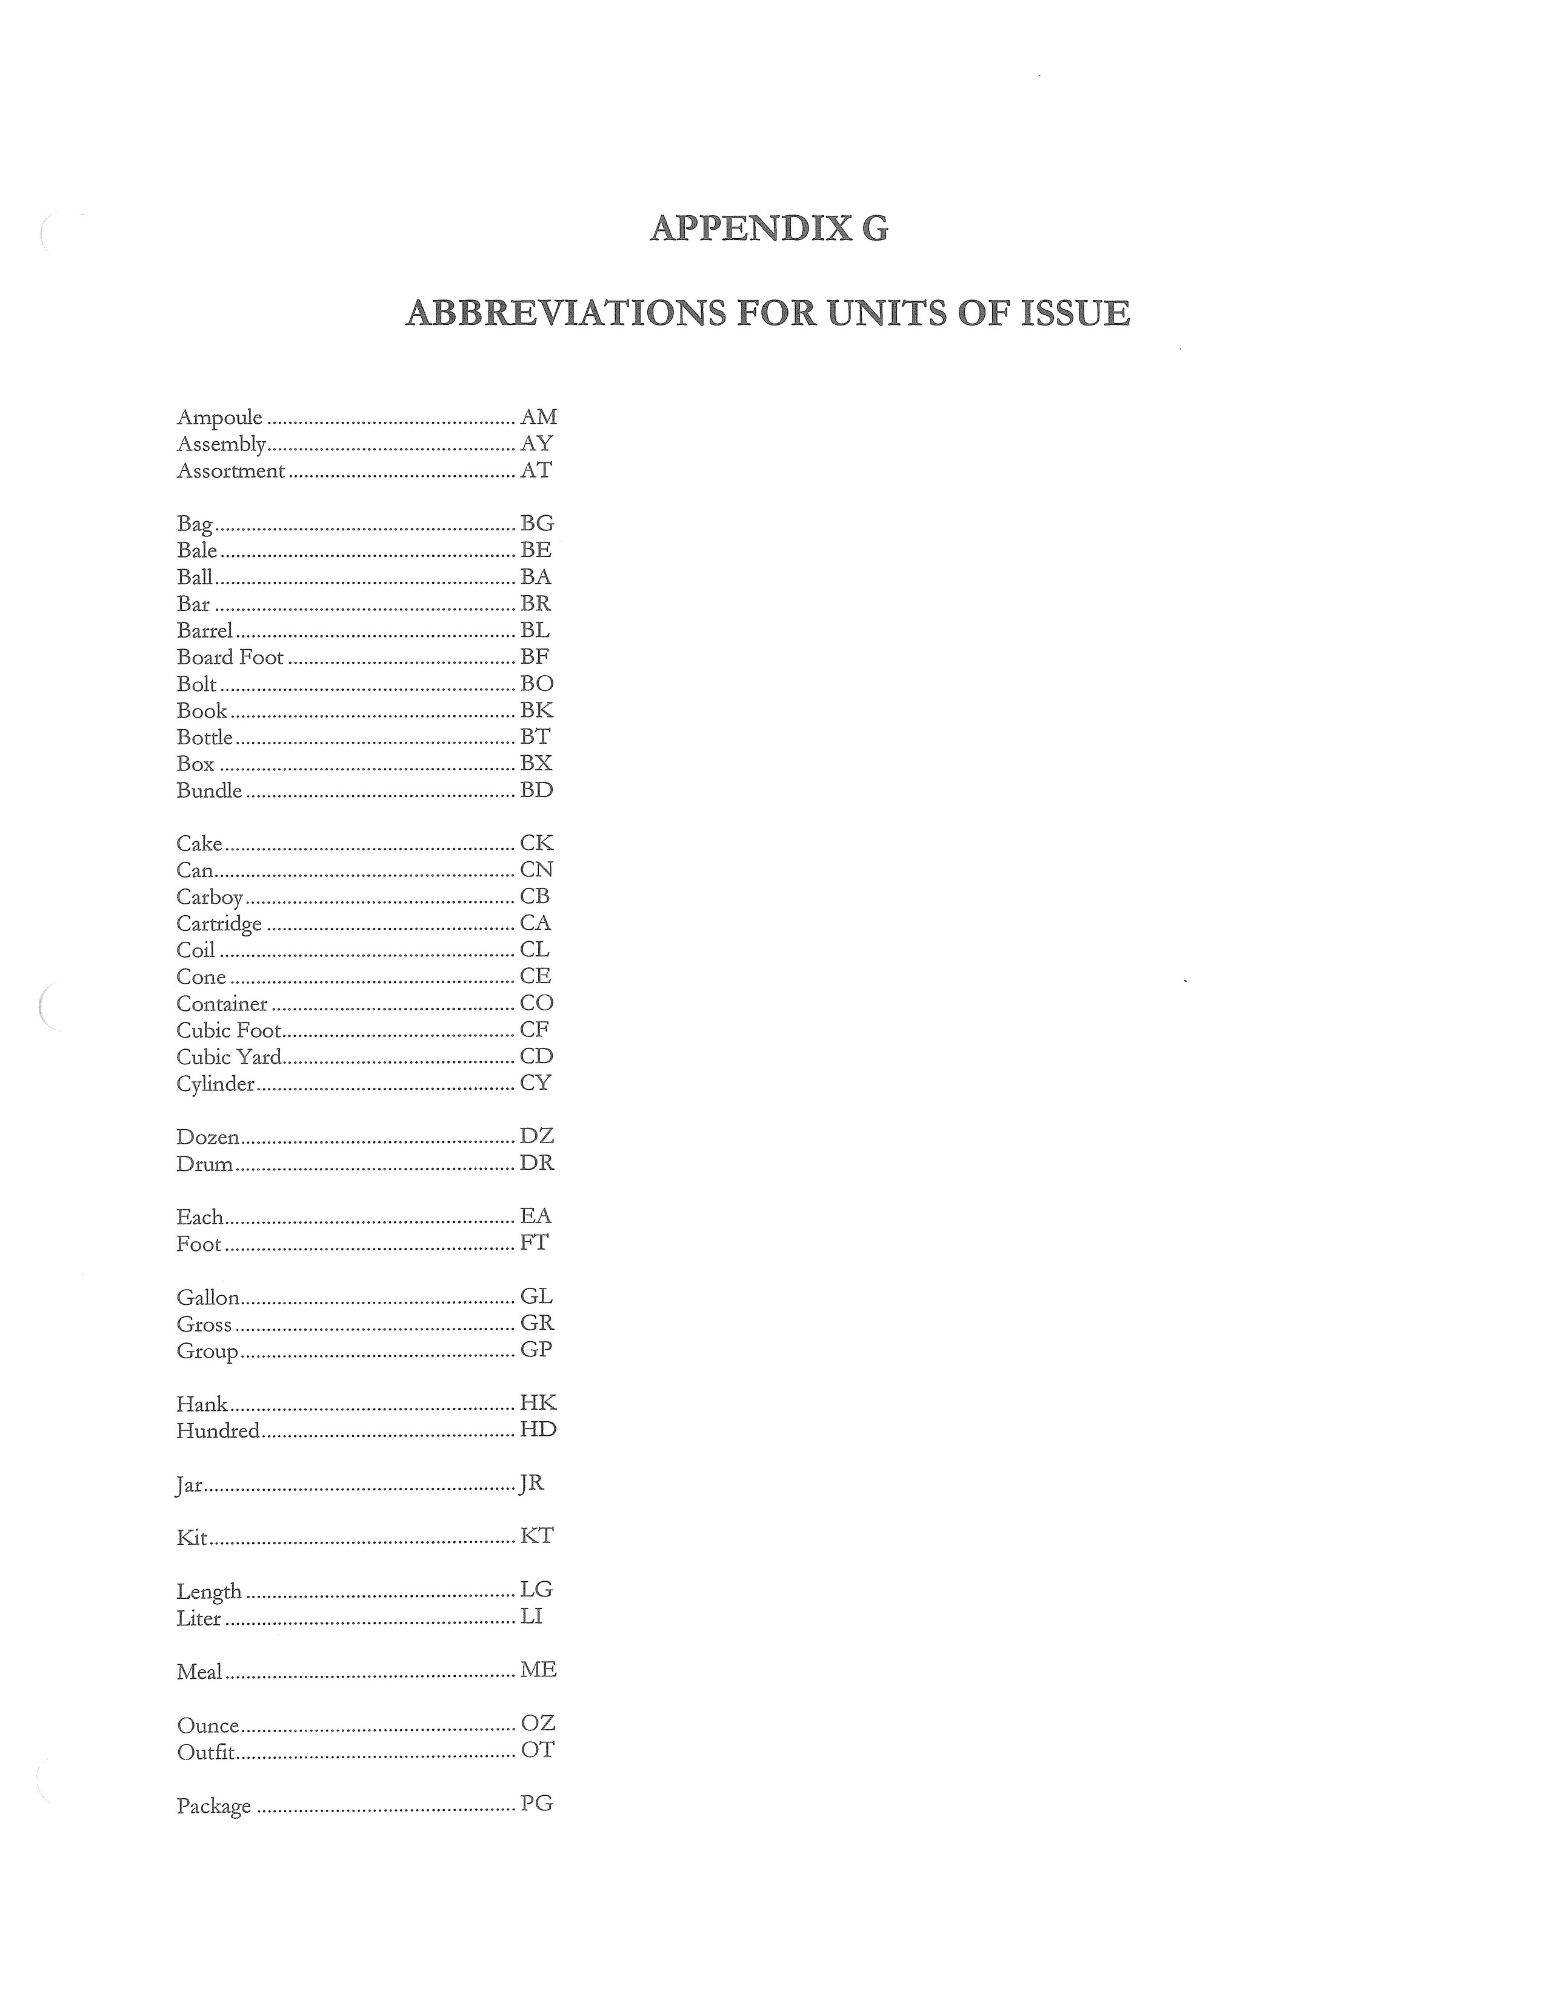 APPENDIX G
ABBREVIATIONS FOR UNITS OF ISSUE
Ampoule ............................................... AM
Assembly............................................... AY
Assortment ........................................... AT
Bag......................................................... BG
Bale ........................................................ BE
Ball......................................................... BA
Bar ......................................................... BR
Barrel..................................................... BL
Board Foot ........................................... BF
Bolt ........................................................ BO
Book...................................................... BK
Bottle..................................................... BT
Box ........................................................ BX
Bundle ................................................... BD
Cake....................................................... CK
Can......................................................... CN
Carboy................................................... CB
Cartridge ............................................... CA
Coil ........................................................ CL
Cone ...................................................... CE
Container .............................................. CO
Cubic Foot............................................ CF
Cubic Yard............................................ CD
Cylinder................................................. CY
Dozen.................................................... DZ
Drum..................................................... DR
Each....................................................... EA
Foot ....................................................... FT
Gallon.................................................... GL
Gross ..................................................... GR
Group.................................................... GP
Hank...................................................... HK
Hundred................................................ HD
Jar........................................................... JR
Kit.......................................................... KT
Length ................................................... LG
Liter ....................................................... LI
Meal ....................................................... ME
Ounce.................................................... OZ
Outfit..................................................... OT
Package ................................................. PG